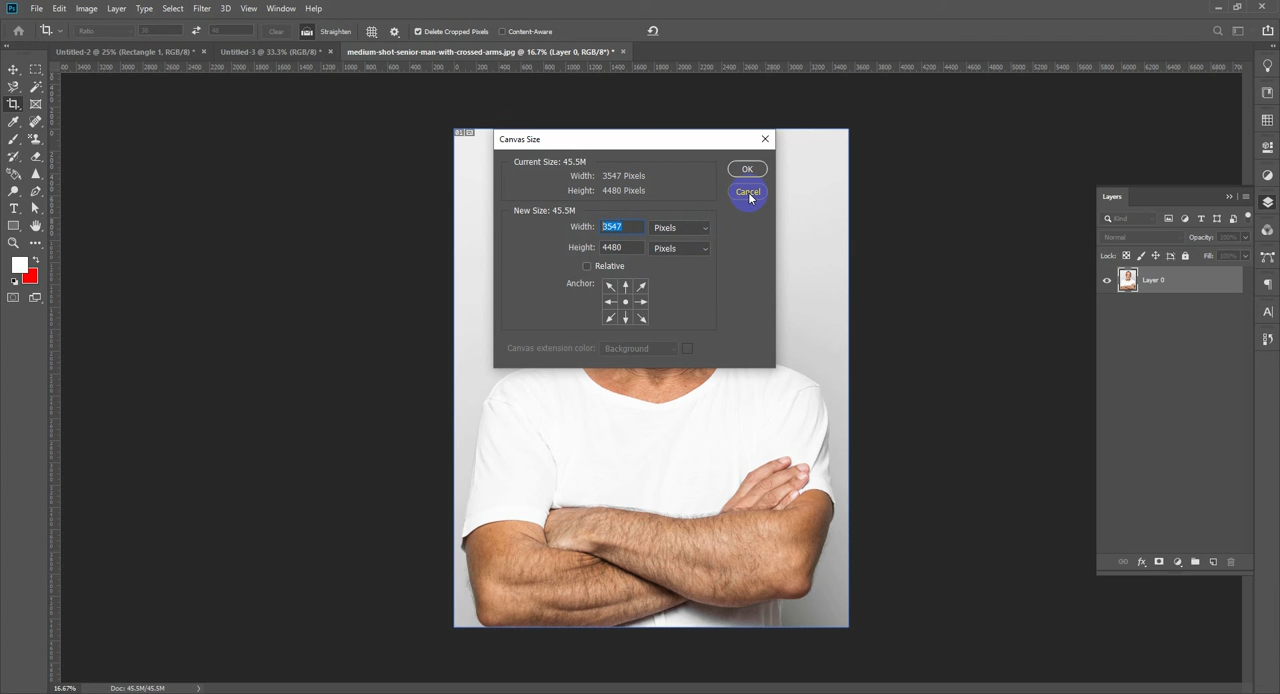 Ps File Edit Image Layer Type Select Filter 3D View Window Help
Ratio Clear Straighten Delete Cropped Pixels Content-Aware
Untitled-2 @ 25% (Rectangle 1, RGB/8) * × Untitled-3 @ 33.3% (RGB/8) * × medium-shot-senior-man-with-crossed-arms.jpg @ 16.7% (Layer 0, RGB/8*) * ×
Canvas Size
Current Size: 45.5M
Width: 3547 Pixels
Height: 4480 Pixels
OK
Cancel
New Size: 45.5M
Width: 3547 Pixels
Height: 4480 Pixels
Relative
Anchor:
Canvas extension color: Background
Layers
Kind
Normal Opacity: 100%
Lock: Fill: 100%
Layer 0
fx
16.67% Doc: 45.5M/45.5M